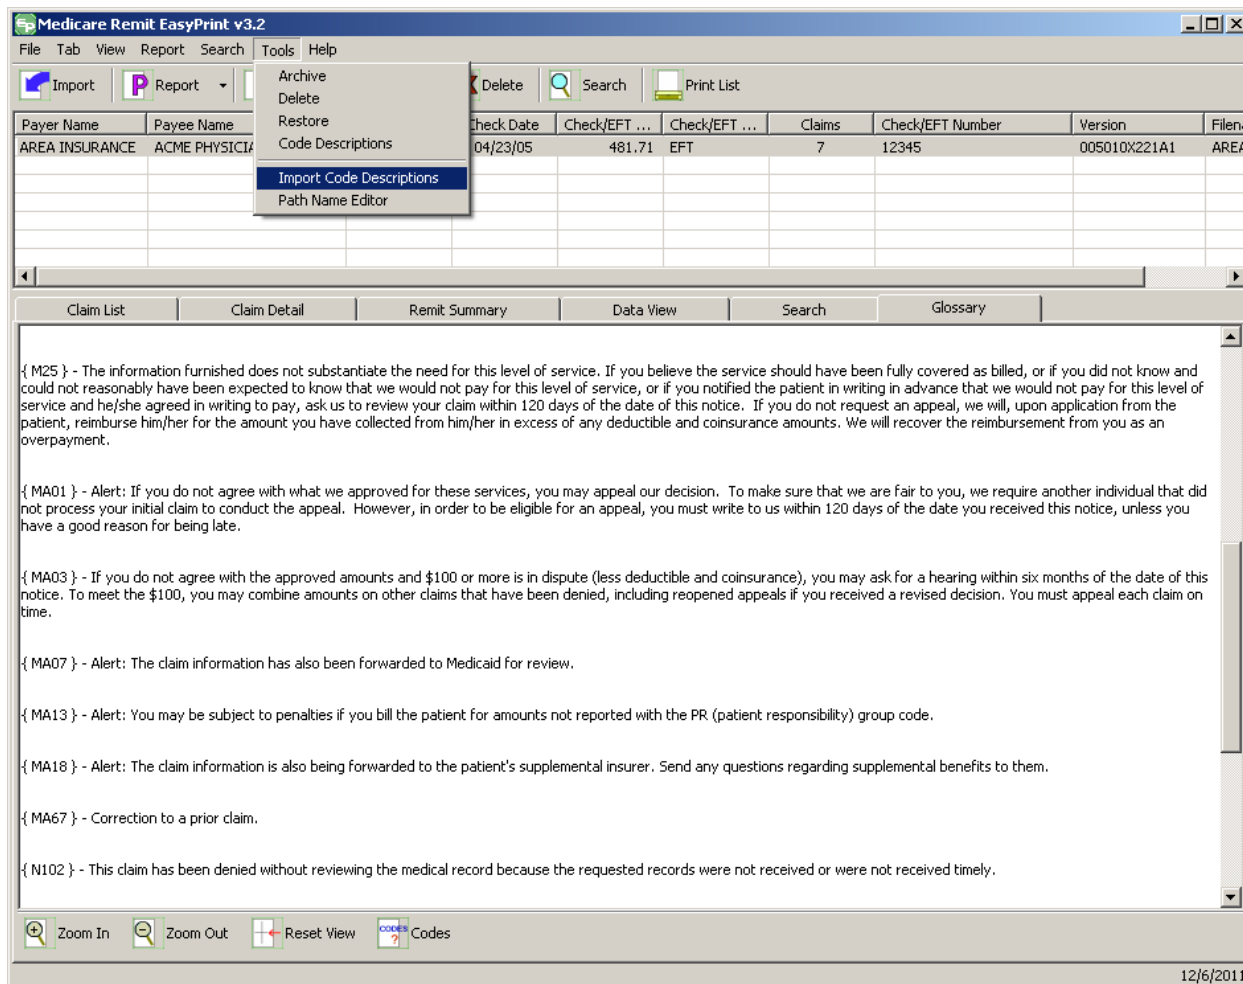 Medicare Remit EasyPrint v3.2
File Tab View Report Search Tools Help
Import Report Delete Search Print List
Archive
Delete
Restore
Code Descriptions
Import Code Descriptions
Path Name Editor
Payer Name Payee Name Check Date Check/EFT ... Check/EFT ... Claims Check/EFT Number Version Filen
AREA INSURANCE ACME PHYSICIA 04/23/05 481.71 EFT 7 12345 005010X221A1 AREA
Claim List Claim Detail Remit Summary Data View Search Glossary
{ M25 } - The information furnished does not substantiate the need for this level of service. If you believe the service should have been fully covered as billed, or if you did not know and
could not reasonably have been expected to know that we would not pay for this level of service, or if you notified the patient in writing in advance that we would not pay for this level of
service and he/she agreed in writing to pay, ask us to review your claim within 120 days of the date of this notice. If you do not request an appeal, we will, upon application from the
patient, reimburse him/her for the amount you have collected from him/her in excess of any deductible and coinsurance amounts. We will recover the reimbursement from you as an
overpayment.
{ MA01 } - Alert: If you do not agree with what we approved for these services, you may appeal our decision. To make sure that we are fair to you, we require another individual that did
not process your initial claim to conduct the appeal. However, in order to be eligible for an appeal, you must write to us within 120 days of the date you received this notice, unless you
have a good reason for being late.
{ MA03 } - If you do not agree with the approved amounts and $100 or more is in dispute (less deductible and coinsurance), you may ask for a hearing within six months of the date of this
notice. To meet the $100, you may combine amounts on other claims that have been denied, including reopened appeals if you received a revised decision. You must appeal each claim on
time.
{ MA07 } - Alert: The claim information has also been forwarded to Medicaid for review.
{ MA13 } - Alert: You may be subject to penalties if you bill the patient for amounts not reported with the PR (patient responsibility) group code.
{ MA18 } - Alert: The claim information is also being forwarded to the patient's supplemental insurer. Send any questions regarding supplemental benefits to them.
{ MA67 } - Correction to a prior claim.
{ N102 } - This claim has been denied without reviewing the medical record because the requested records were not received or were not received timely.
Zoom In Zoom Out Reset View CODES ? Codes
12/6/2011